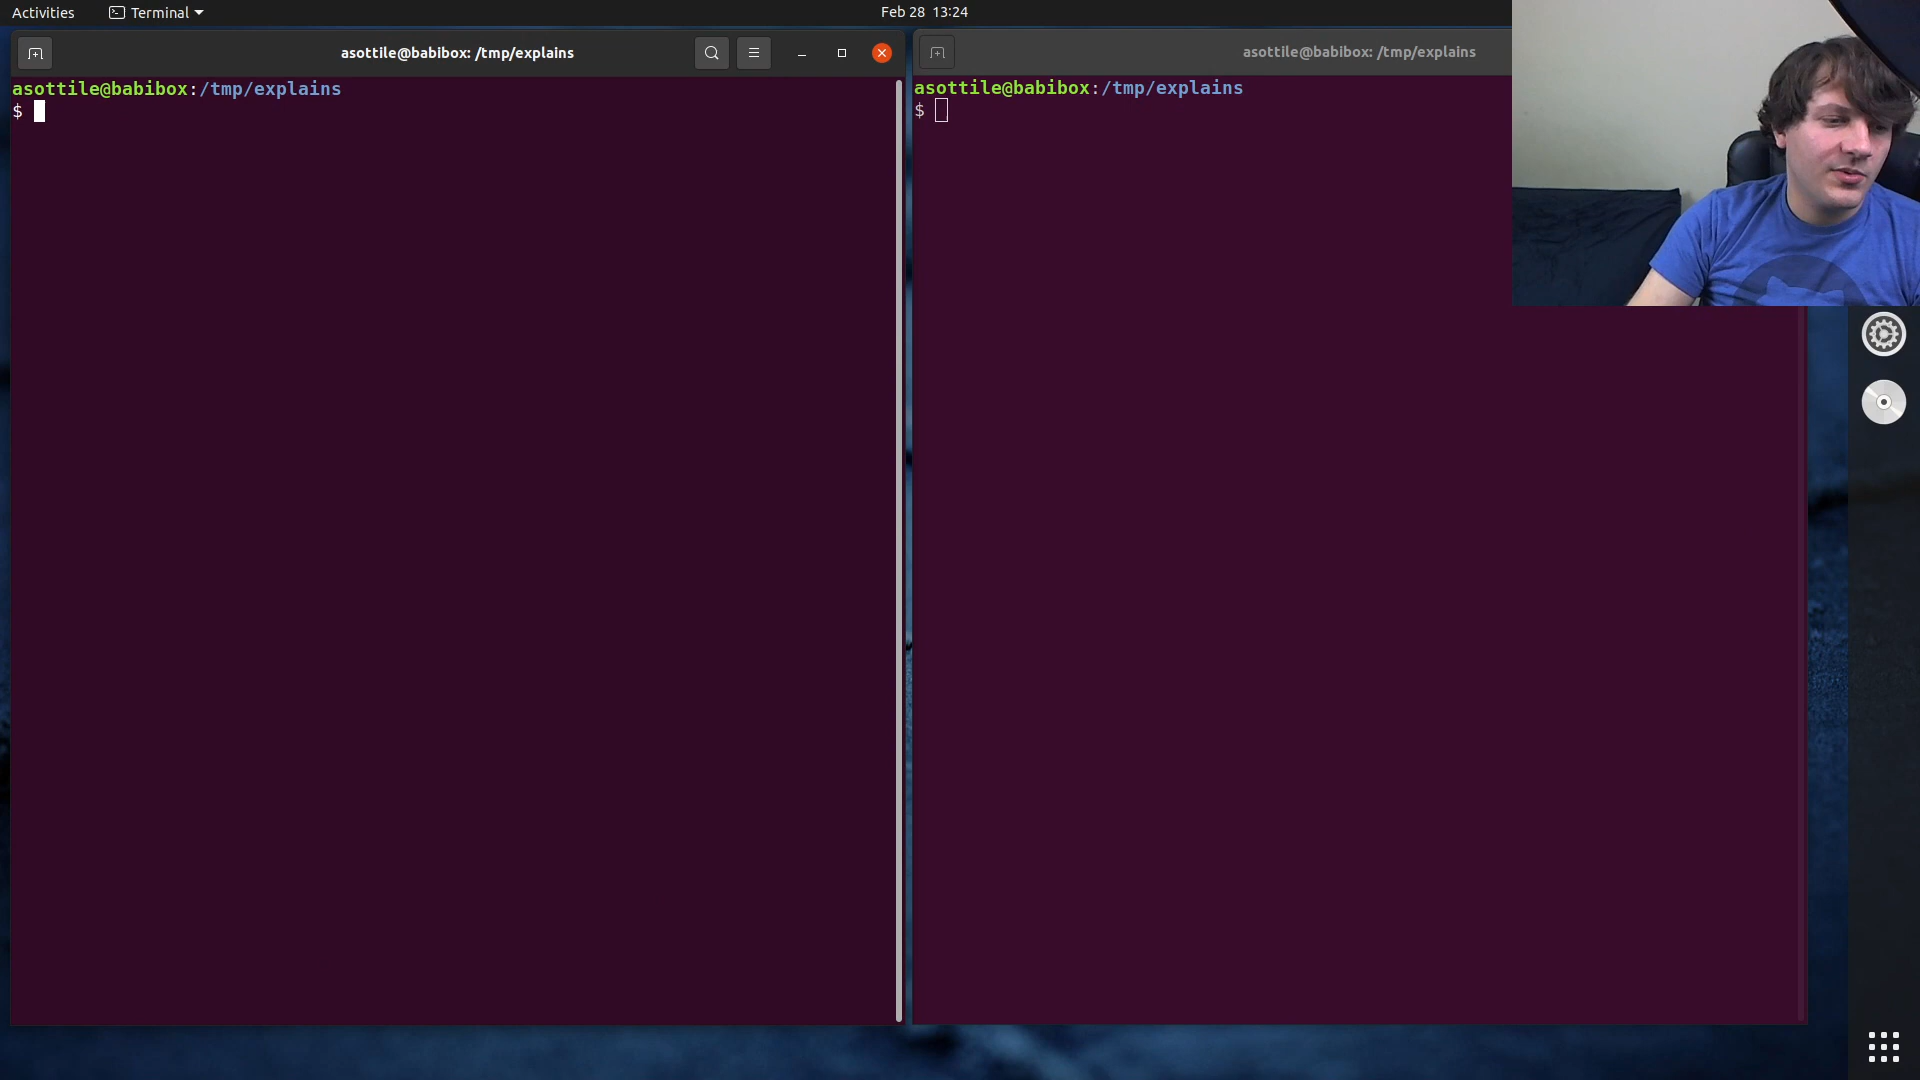 Activities Terminal Feb 28 13:24
asottile@babibox: /tmp/explains
asottile@babibox:/tmp/explains
$
asottile@babibox: /tmp/explains
asottile@babibox:/tmp/explains
$